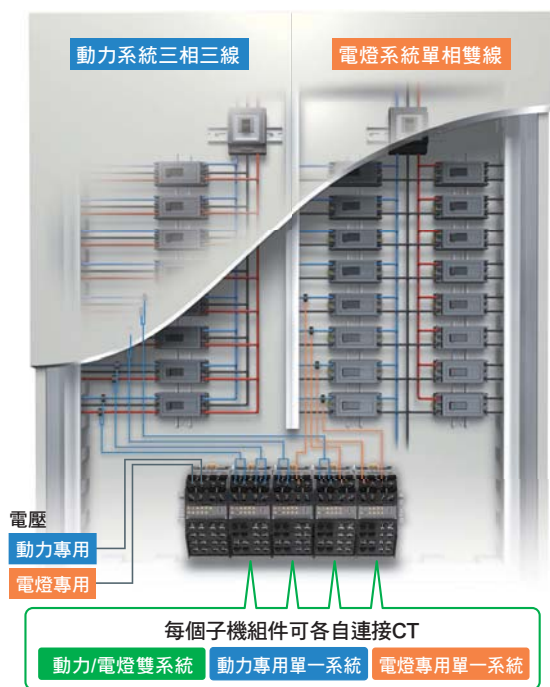 動力系統三相三線
電燈系統單相雙線
電壓
動力專用
電燈專用
每個子機組件可各自連接CT
動力/電燈雙系統
動力專用單一系統
電燈專用單一系統